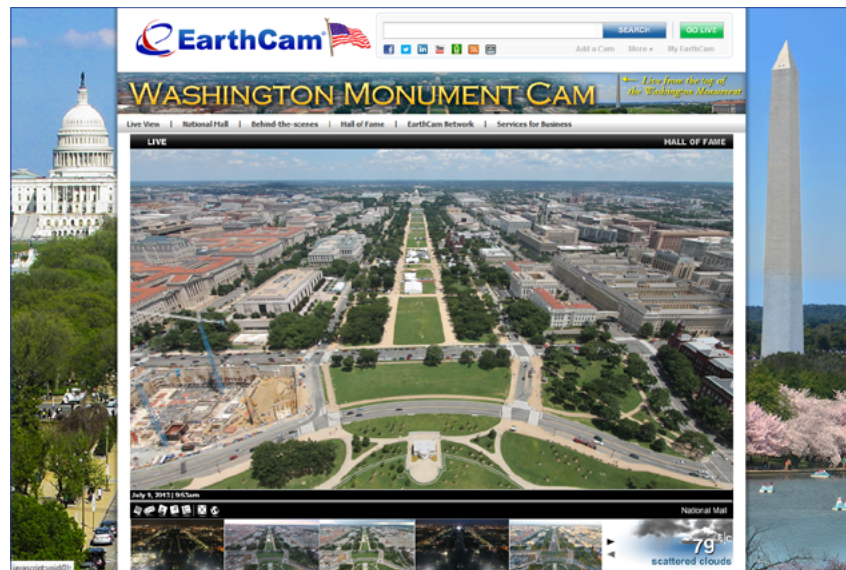 EarthCam
SEARCH
GO LIVE
Add a Cam More ▾ My EarthCam
WASHINGTON MONUMENT CAM
Live from the top of
the Washington Monument
Live View | National Mall | Behind-the-scenes | Hall of Fame | EarthCam Network | Services for Business
LIVE
HALL OF FAME
July 9, 2013 | 9:53am
National Mall
79
scattered clouds
javascript:void(0);